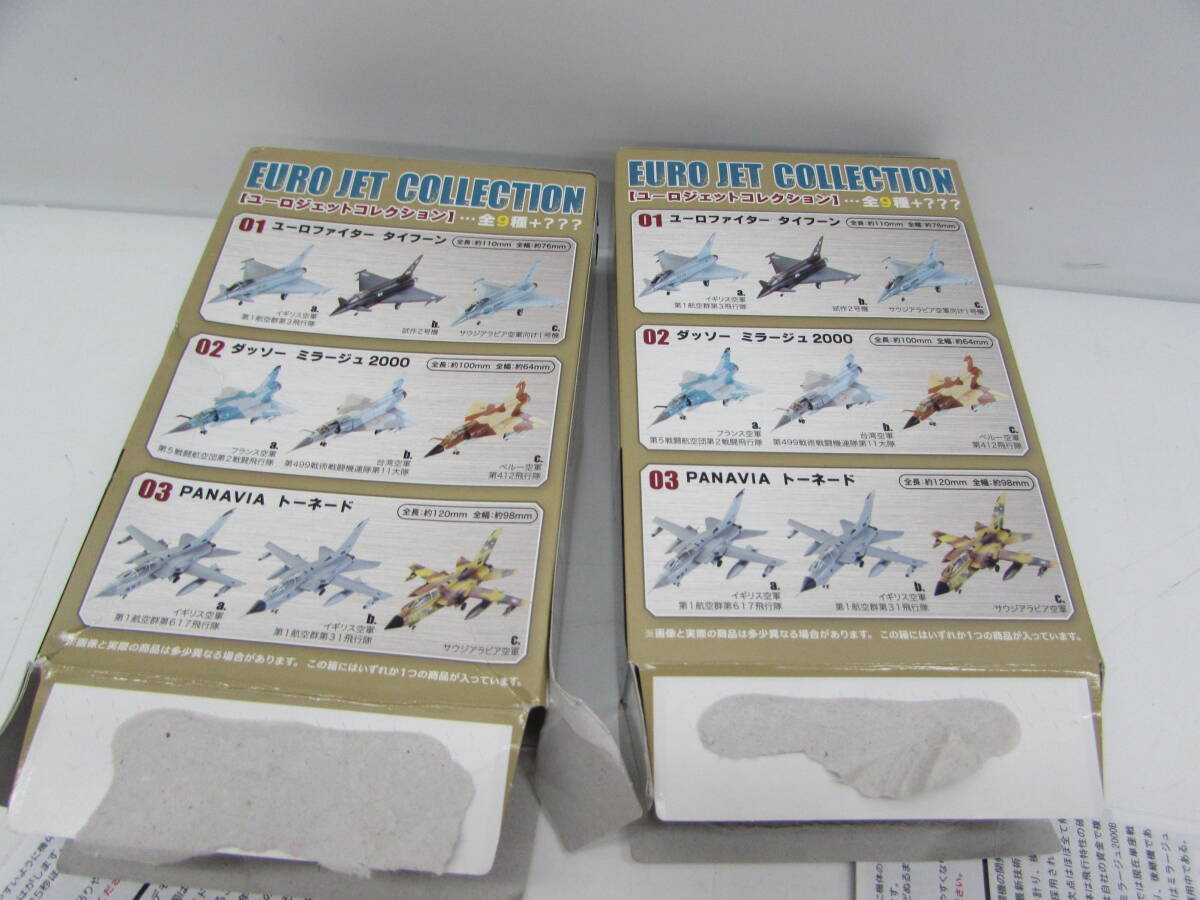 EURO JET COLLECTION
【ユーロジェットコレクション】…全9種+???
01 ユーロファイター タイフーン 全長:約110mm 全幅:約76mm
a.
イギリス空軍
第1航空群第3飛行隊
b.
試作2号機
c.
サウジアラビア空軍向け1号機
02 ダッソー ミラージュ2000 全長:約100mm 全幅:約64mm
a.
フランス空軍
第5戦闘航空団第2戦闘飛行隊
b.
台湾空軍
第499戦術戦闘機連隊第11大隊
c.
ペルー空軍
第412飛行隊
03 PANAVIA トーネード 全長:約120mm 全幅:約98mm
a.
イギリス空軍
第1航空群第617飛行隊
b.
イギリス空軍
第1航空群第31飛行隊
c.
サウジアラビア空軍
※画像と実際の商品は多少異なる場合があります。 この箱にはいずれか1つの商品が入っています。
EURO JET COLLECTION
【ユーロジェットコレクション】…全9種+???
01 ユーロファイター タイフーン 全長:約110mm 全幅:約76mm
a.
イギリス空軍
第1航空群第3飛行隊
b.
試作2号機
c.
サウジアラビア空軍向け1号機
02 ダッソー ミラージュ2000 全長:約100mm 全幅:約64mm
a.
フランス空軍
第5戦闘航空団第2戦闘飛行隊
b.
台湾空軍
第499戦術戦闘機連隊第11大隊
c.
ペルー空軍
第412飛行隊
03 PANAVIA トーネード 全長:約120mm 全幅:約98mm
a.
イギリス空軍
第1航空群第617飛行隊
b.
イギリス空軍
第1航空群第31飛行隊
c.
サウジアラビア空軍
※画像と実際の商品は多少異なる場合があります。 この箱にはいずれか1つの商品が入っています。